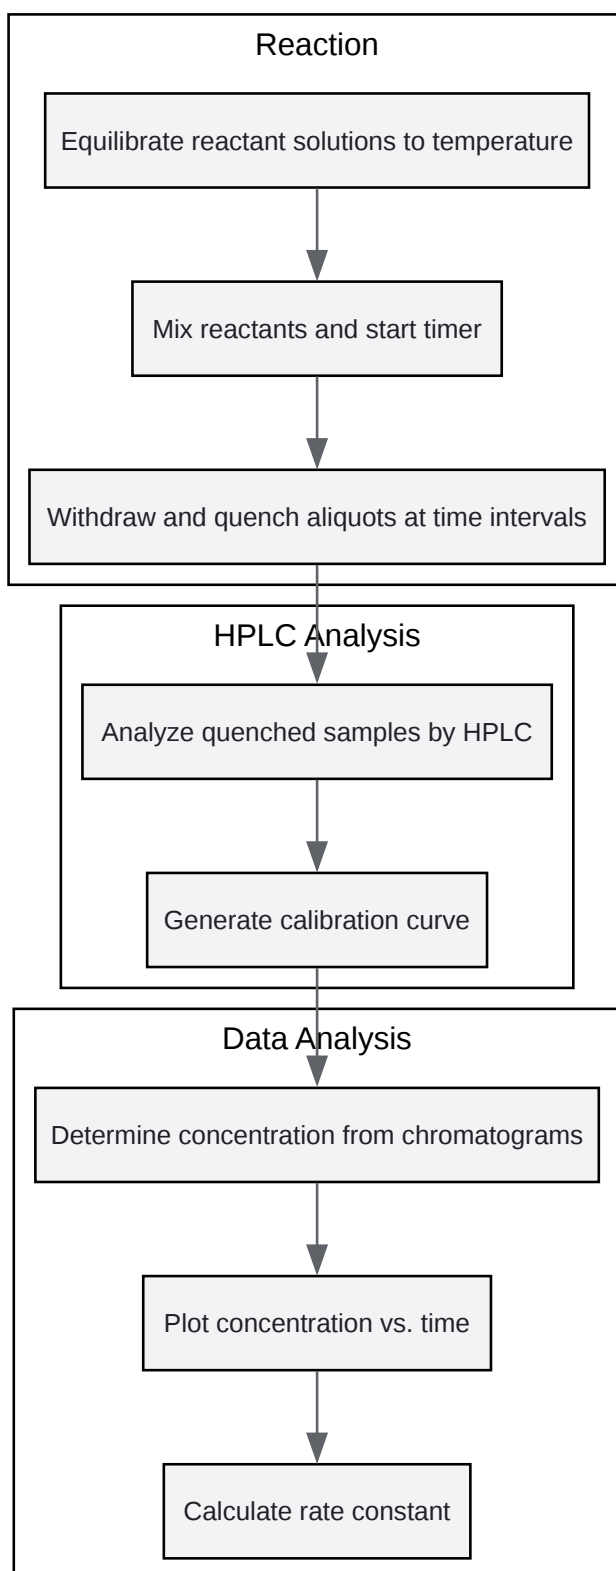 Reaction
Equilibrate reactant solutions to temperature
Mix reactants and start timer
Withdraw and quench aliquots at time intervals
HPLC Analysis
Analyze quenched samples by HPLC
Generate calibration curve
Data Analysis
Determine concentration from chromatograms
Plot concentration vs. time
Calculate rate constant